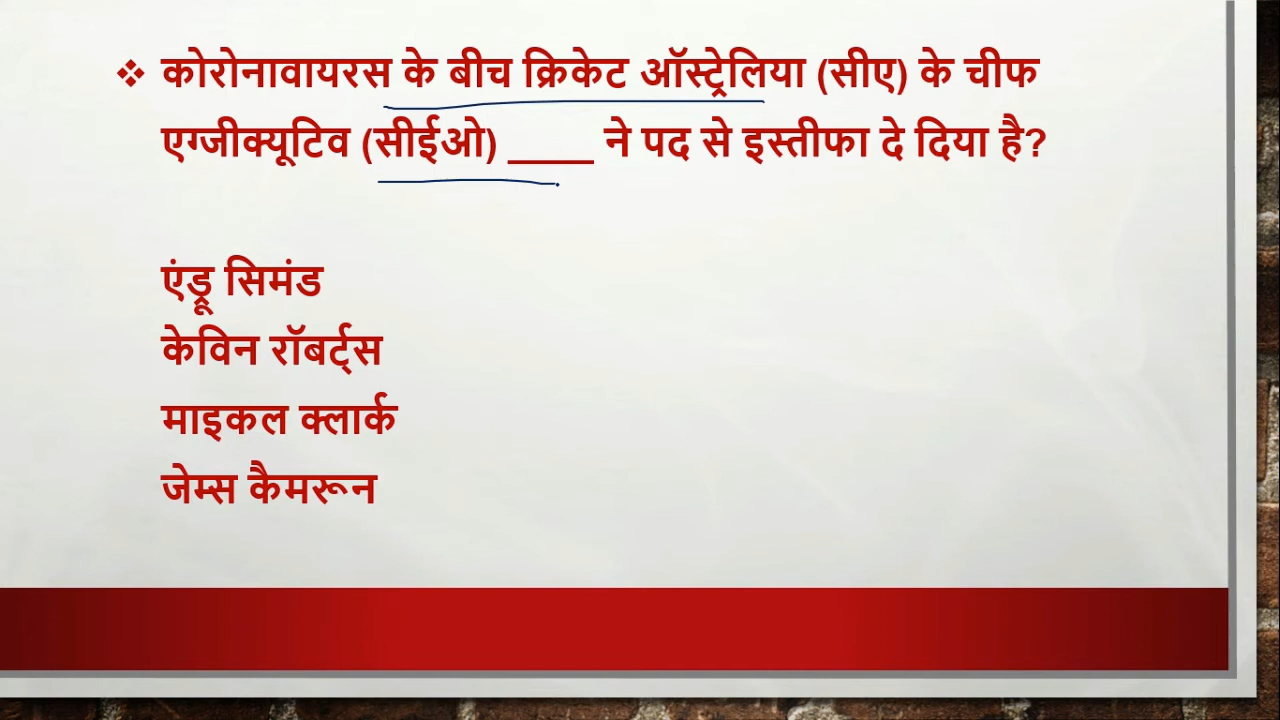 ❖ कोरोनावायरस के बीच क्रिकेट ऑस्ट्रेलिया (सीए) के चीफ
एग्जीक्यूटिव (सीईओ) ____ ने पद से इस्तीफा दे दिया है?
एंड्रू सिमंड
केविन रॉबर्ट्स
माइकल क्लार्क
जेम्स कैमरून